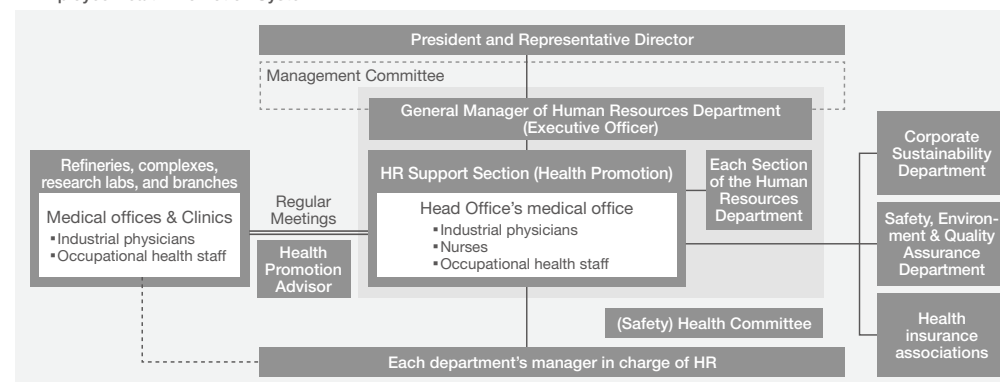 President and Representative Director
Management Committee
General Manager of Human Resources Department
(Executive Officer)
Refineries, complexes,
research labs, and branches
Medical offices & Clinics
▪Industrial physicians
▪Occupational health staff
Regular
Meetings
Health
Promotion
Advisor
HR Support Section (Health Promotion)
Head Office's medical office
▪Industrial physicians
▪Nurses
▪Occupational health staff
Each Section
of the Human
Resources
Department
Corporate
Sustainability
Department
Safety, Environ-
ment & Quality
Assurance
Department
Health
insurance
associations
(Safety) Health Committee
Each department's manager in charge of HR